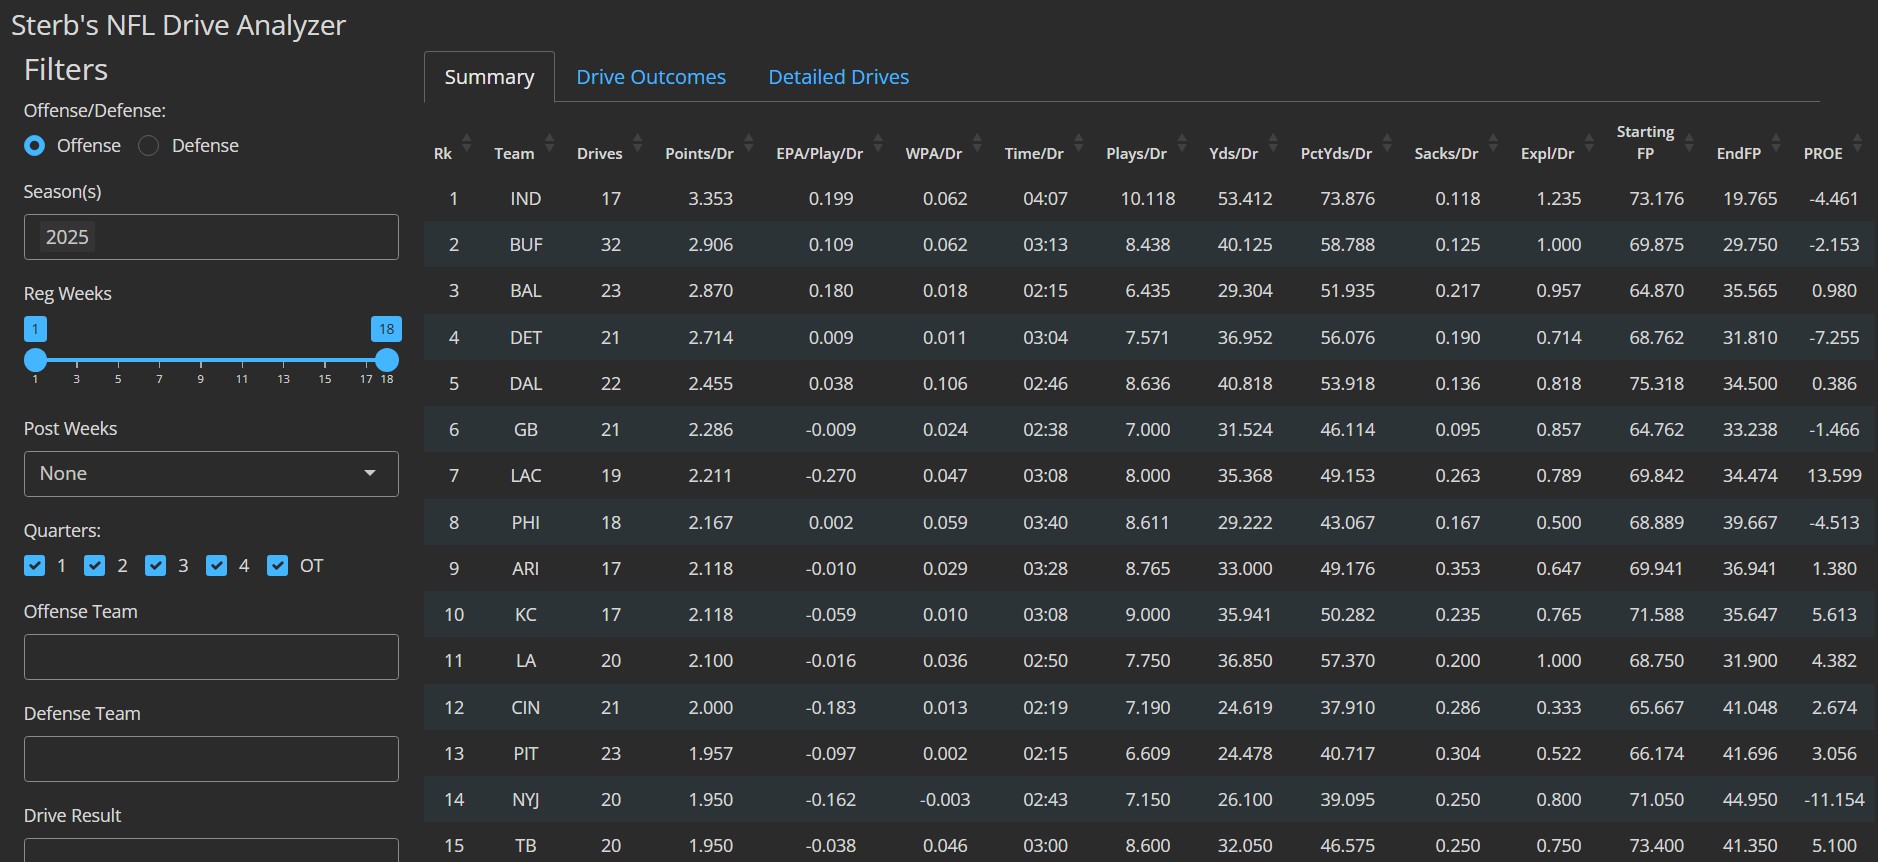 Sterb's NFL Drive Analyzer
Filters
Offense/Defense:
Offense Defense
Season(s)
2025
Reg Weeks
1 18
1 3 5 7 9 11 13 15 17 18
Post Weeks
None
Quarters:
1 2 3 4 OT
Offense Team
Defense Team
Drive Result
Summary Drive Outcomes Detailed Drives
Rk Team Drives Points/Dr EPA/Play/Dr WPA/Dr Time/Dr Plays/Dr Yds/Dr PctYds/Dr Sacks/Dr Expl/Dr Starting FP EndFP PROE
1 IND 17 3.353 0.199 0.062 04:07 10.118 53.412 73.876 0.118 1.235 73.176 19.765 -4.461
2 BUF 32 2.906 0.109 0.062 03:13 8.438 40.125 58.788 0.125 1.000 69.875 29.750 -2.153
3 BAL 23 2.870 0.180 0.018 02:15 6.435 29.304 51.935 0.217 0.957 64.870 35.565 0.980
4 DET 21 2.714 0.009 0.011 03:04 7.571 36.952 56.076 0.190 0.714 68.762 31.810 -7.255
5 DAL 22 2.455 0.038 0.106 02:46 8.636 40.818 53.918 0.136 0.818 75.318 34.500 0.386
6 GB 21 2.286 -0.009 0.024 02:38 7.000 31.524 46.114 0.095 0.857 64.762 33.238 -1.466
7 LAC 19 2.211 -0.270 0.047 03:08 8.000 35.368 49.153 0.263 0.789 69.842 34.474 13.599
8 PHI 18 2.167 0.002 0.059 03:40 8.611 29.222 43.067 0.167 0.500 68.889 39.667 -4.513
9 ARI 17 2.118 -0.010 0.029 03:28 8.765 33.000 49.176 0.353 0.647 69.941 36.941 1.380
10 KC 17 2.118 -0.059 0.010 03:08 9.000 35.941 50.282 0.235 0.765 71.588 35.647 5.613
11 LA 20 2.100 -0.016 0.036 02:50 7.750 36.850 57.370 0.200 1.000 68.750 31.900 4.382
12 CIN 21 2.000 -0.183 0.013 02:19 7.190 24.619 37.910 0.286 0.333 65.667 41.048 2.674
13 PIT 23 1.957 -0.097 0.002 02:15 6.609 24.478 40.717 0.304 0.522 66.174 41.696 3.056
14 NYJ 20 1.950 -0.162 -0.003 02:43 7.150 26.100 39.095 0.250 0.800 71.050 44.950 -11.154
15 TB 20 1.950 -0.038 0.046 03:00 8.600 32.050 46.575 0.250 0.750 73.400 41.350 5.100